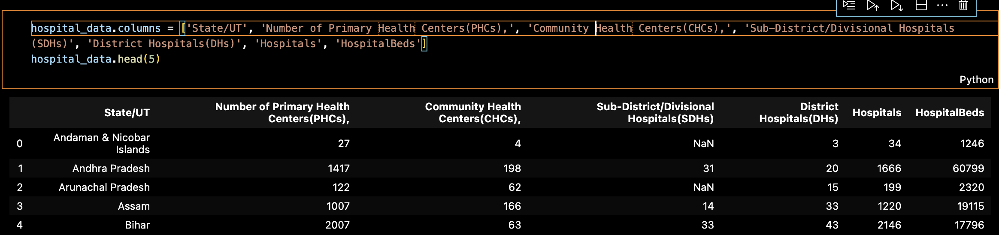 hospital_data.columns = ['State/UT', 'Number of Primary Health Centers(PHCs),', 'Community Health Centers(CHCs),', 'Sub-District/Divisional Hospitals
(SDHs)', 'District Hospitals(DHs)', 'Hospitals', 'HospitalBeds']
hospital_data.head(5)
Python
State/UT Number of Primary Health Centers(PHCs), Community Health Centers(CHCs), Sub-District/Divisional Hospitals(SDHs) District Hospitals(DHs) Hospitals HospitalBeds
0 Andaman & Nicobar Islands 27 4 NaN 3 34 1246
1 Andhra Pradesh 1417 198 31 20 1666 60799
2 Arunachal Pradesh 122 62 NaN 15 199 2320
3 Assam 1007 166 14 33 1220 19115
4 Bihar 2007 63 33 43 2146 17796